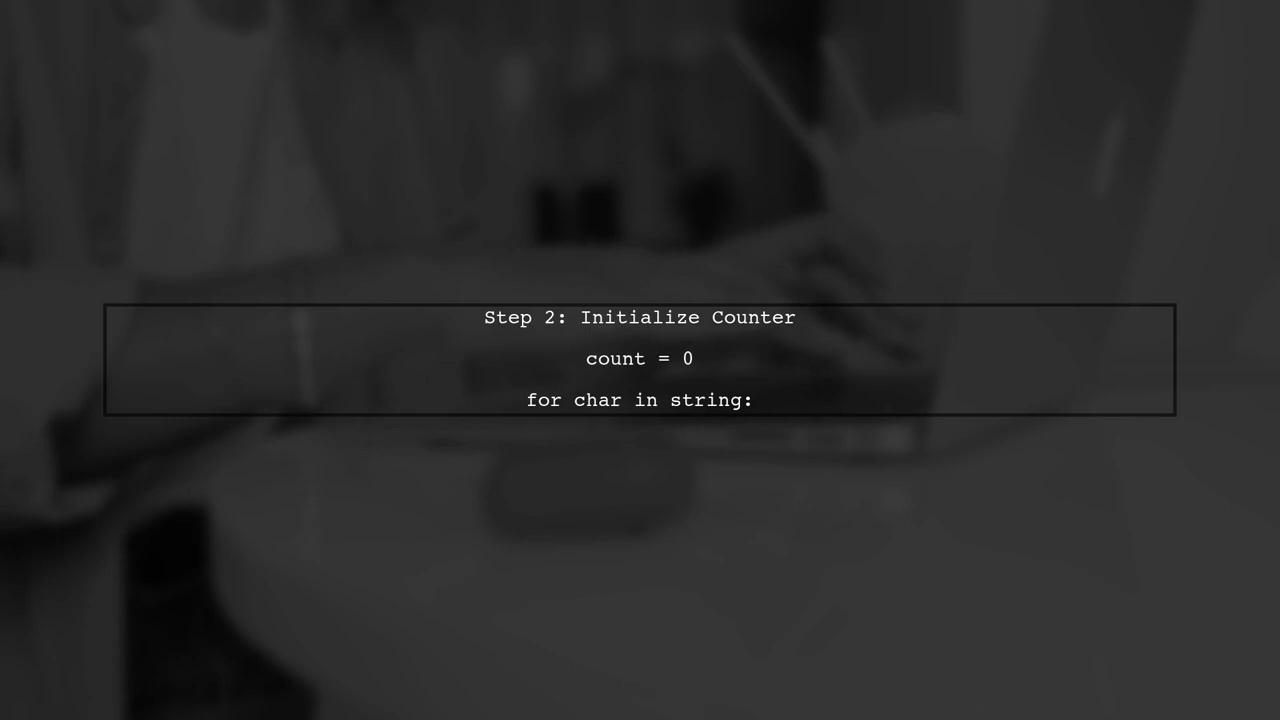 Step 2: Initialize Counter
count = 0
for char in string: